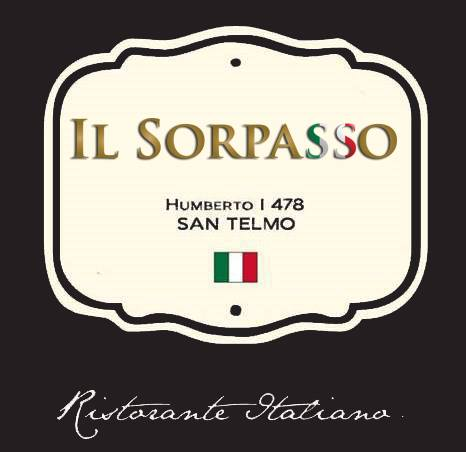 IL SORPASSO
HUMBERTO I 478
SAN TELMO
Ristorante Italiano.